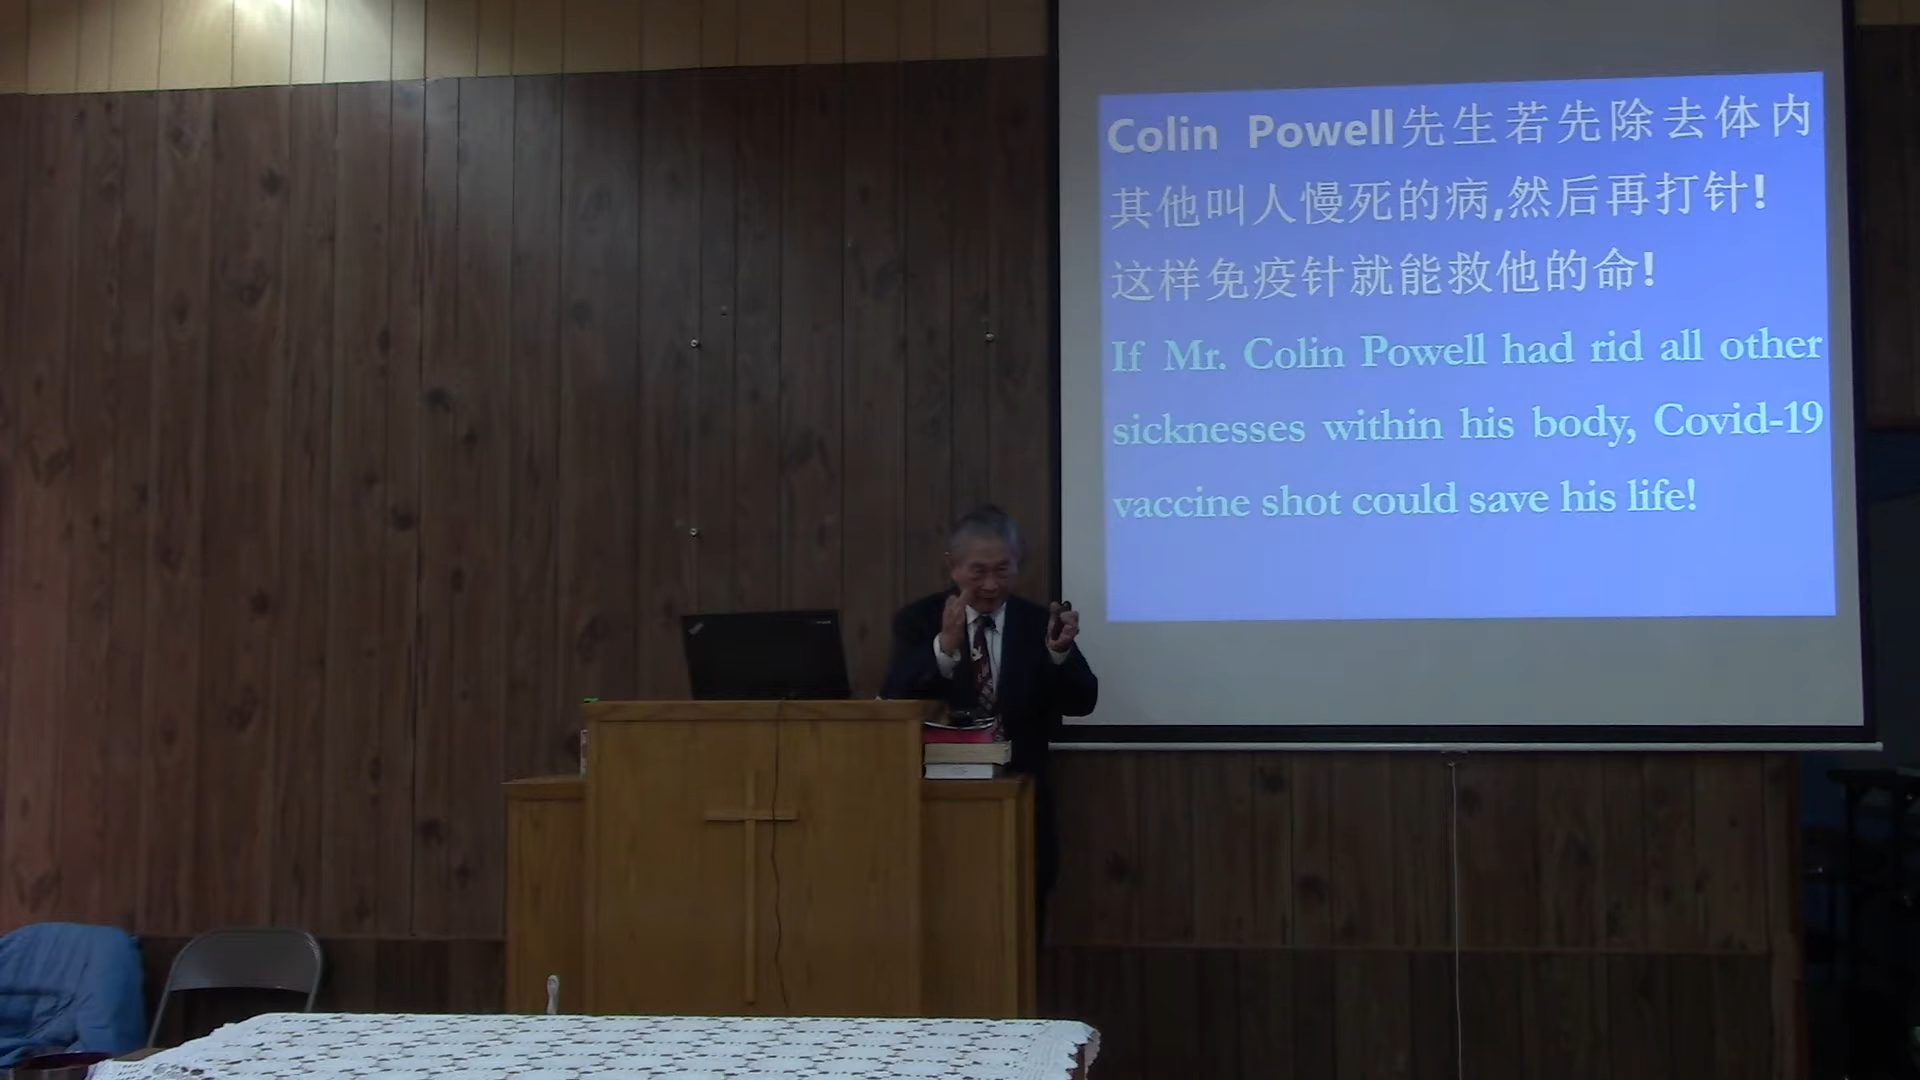 Colin Powell先生若先除去体内
其他叫人慢死的病,然后再打针!
这样免疫针就能救他的命!
If Mr. Colin Powell had rid all other
sicknesses within his body, Covid-19
vaccine shot could save his life!